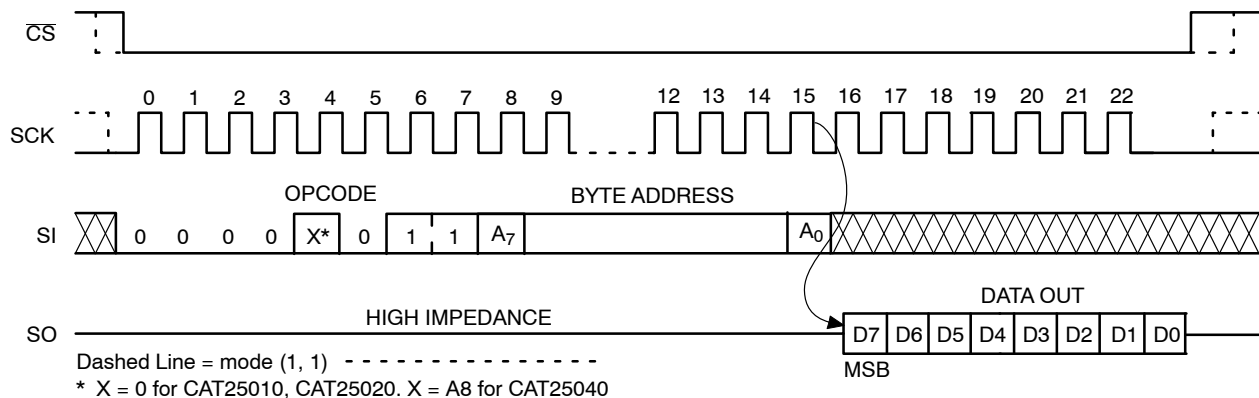 CS
SCK 0 1 2 3 4 5 6 7 8 9 12 13 14 15 16 17 18 19 20 21 22
OPCODE BYTE ADDRESS
SI 0 0 0 0 X* 0 1 1 A7 A0
DATA OUT
SO HIGH IMPEDANCE D7 D6 D5 D4 D3 D2 D1 D0
Dashed Line = mode (1, 1)
MSB
* X = 0 for CAT25010, CAT25020. X = A8 for CAT25040